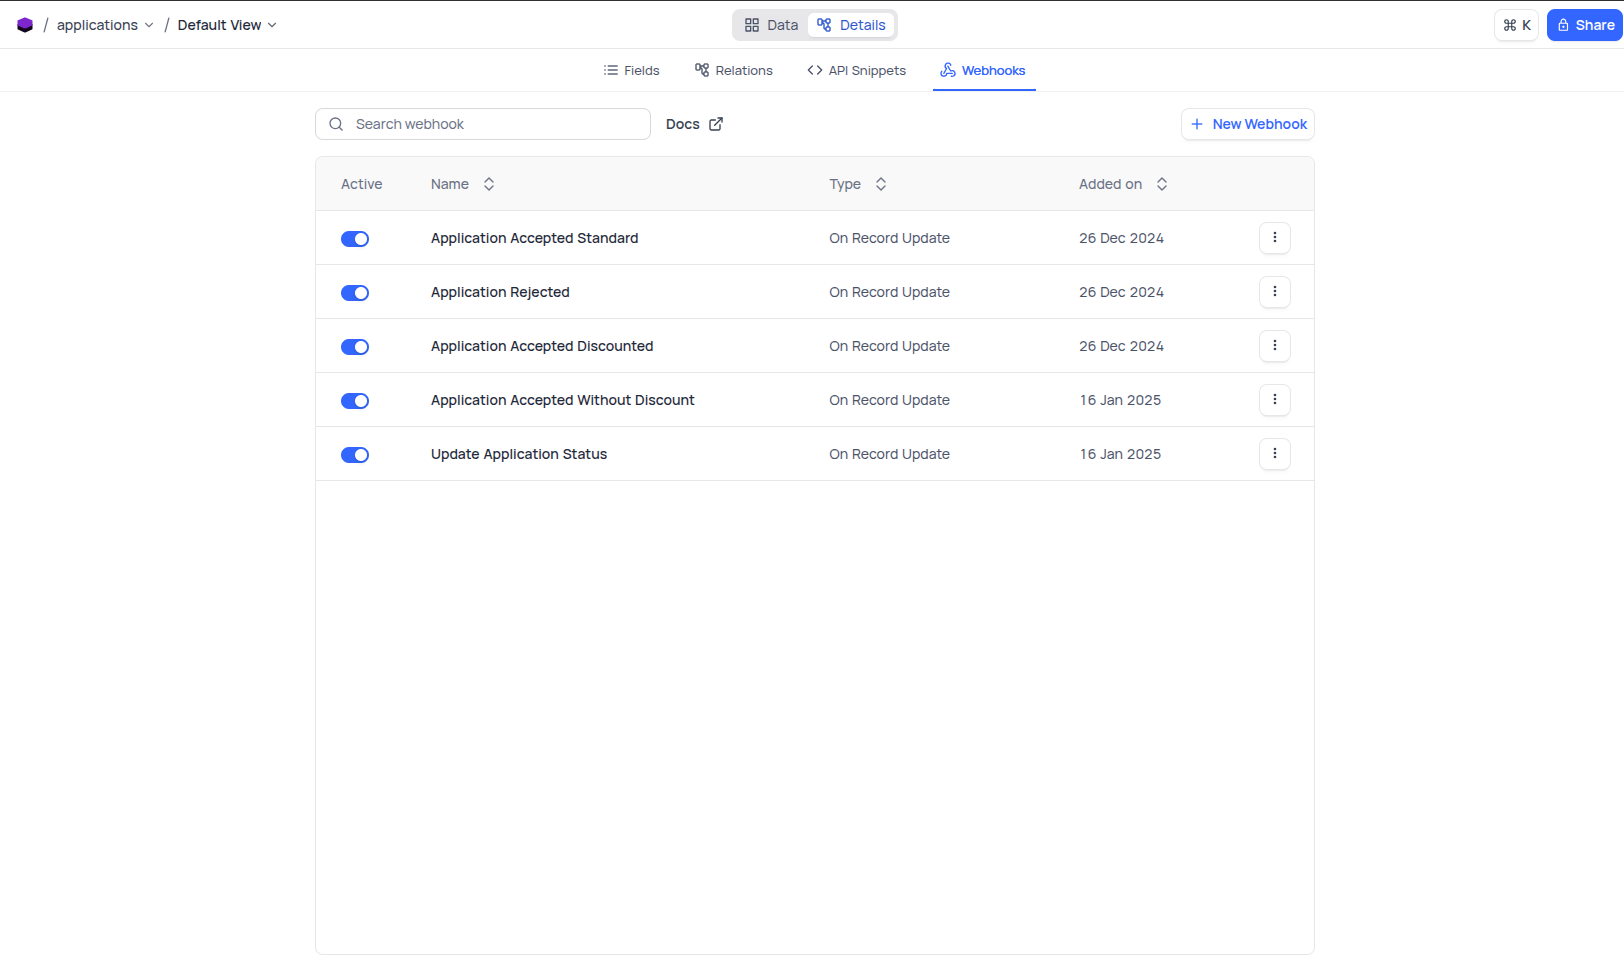 / applications / Default View
Data Details
⌘ K Share
Fields Relations API Snippets Webhooks
Search webhook Docs
+ New Webhook
Active Name Type Added on
Application Accepted Standard On Record Update 26 Dec 2024
Application Rejected On Record Update 26 Dec 2024
Application Accepted Discounted On Record Update 26 Dec 2024
Application Accepted Without Discount On Record Update 16 Jan 2025
Update Application Status On Record Update 16 Jan 2025